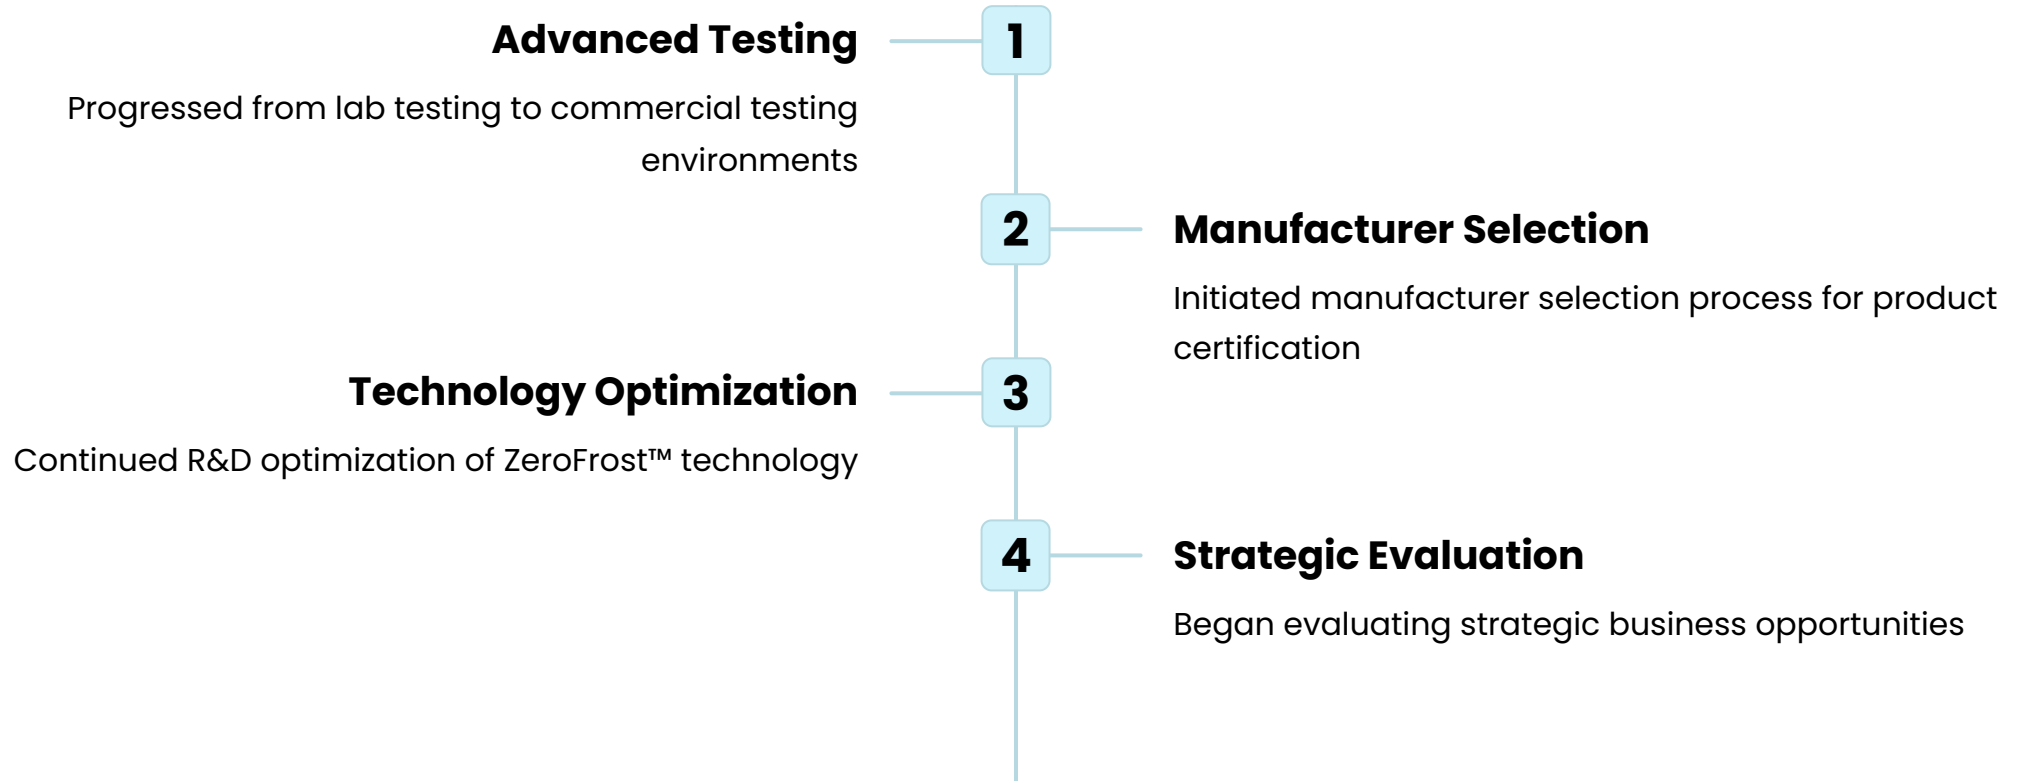 1
Advanced Testing
Progressed from lab testing to commercial testing
environments
2
Manufacturer Selection
Initiated manufacturer selection process for product
certification
3
Technology Optimization
Continued R&D optimization of ZeroFrost™ technology
4
Strategic Evaluation
Began evaluating strategic business opportunities